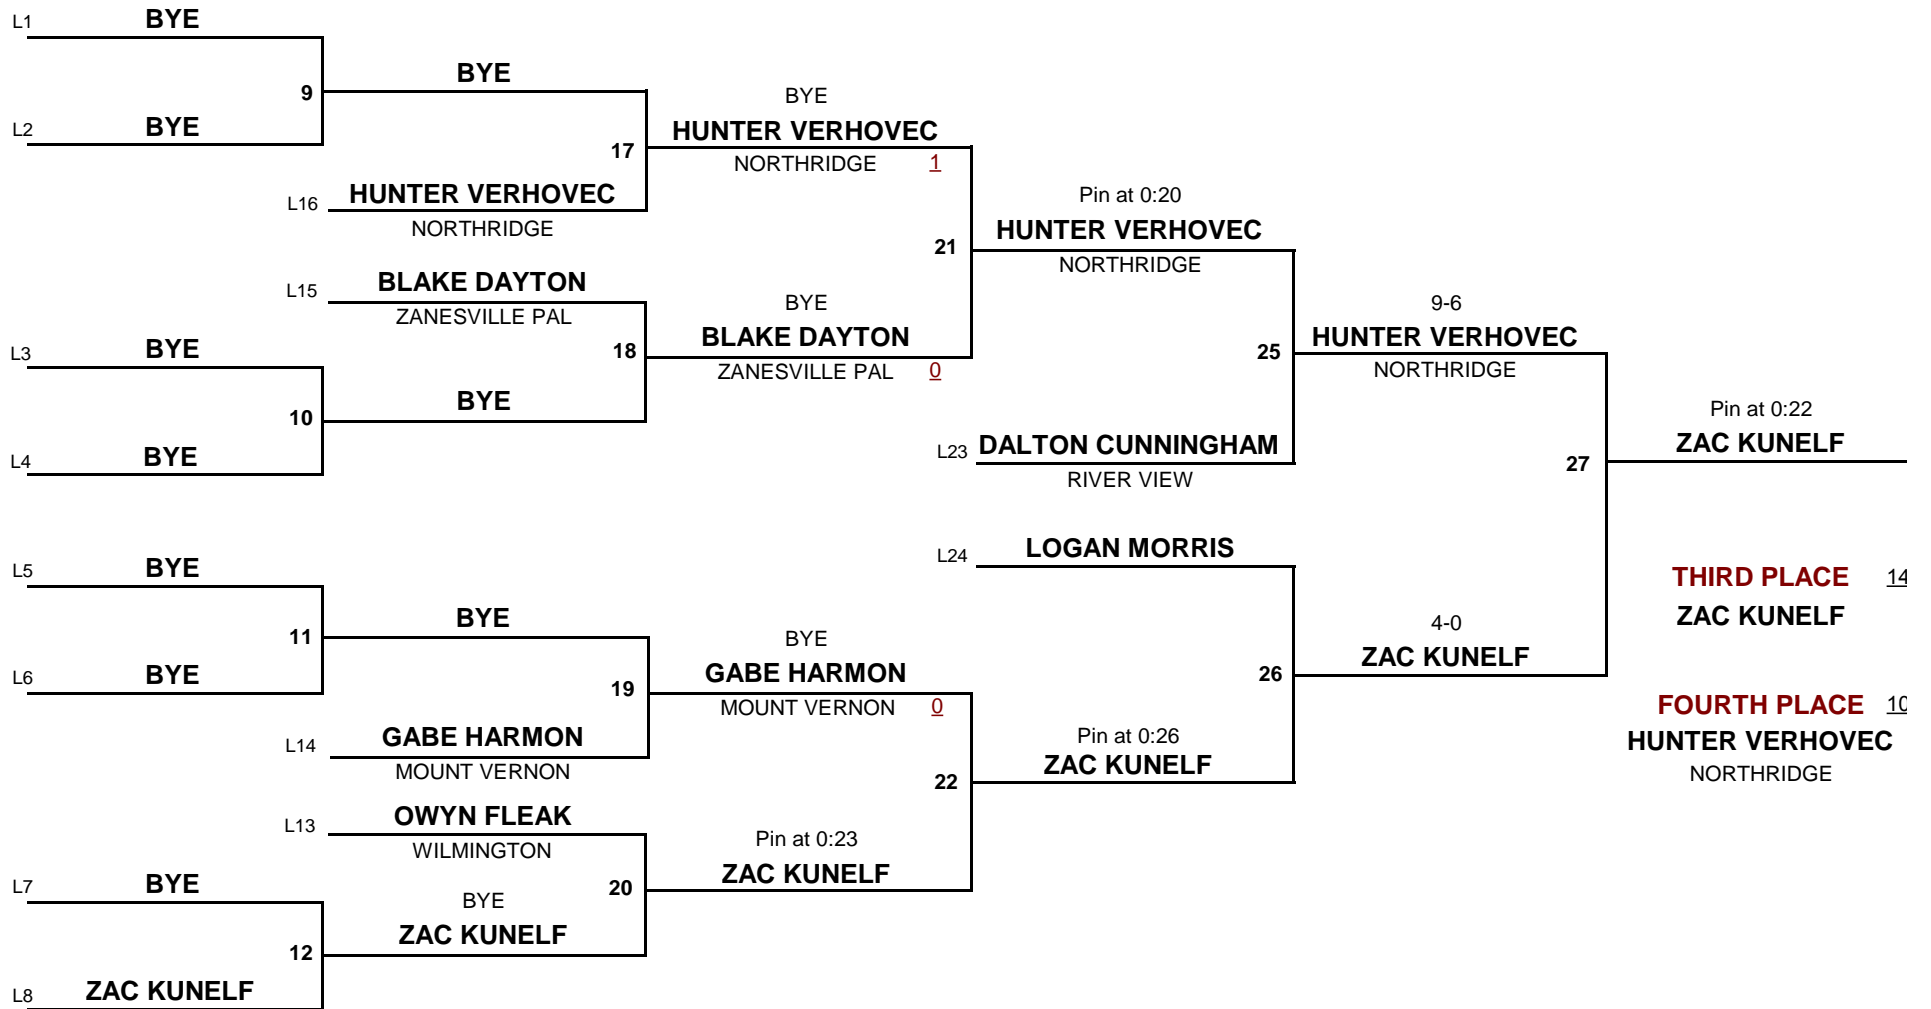 L1 BYE
9
L2 BYE
BYE
17
L16 HUNTER VERHOVEC
NORTHRIDGE
BYE
HUNTER VERHOVEC
NORTHRIDGE 1
L15 BLAKE DAYTON
ZANESVILLE PAL
18
L3 BYE
10
L4 BYE
BYE
BYE
BLAKE DAYTON
ZANESVILLE PAL 0
21
Pin at 0:20
HUNTER VERHOVEC
NORTHRIDGE
25
L23 DALTON CUNNINGHAM
RIVER VIEW
9-6
HUNTER VERHOVEC
NORTHRIDGE
27
Pin at 0:22
ZAC KUNELF
L5 BYE
11
L6 BYE
BYE
19
L14 GABE HARMON
MOUNT VERNON
BYE
GABE HARMON
MOUNT VERNON 0
22
L13 OWYN FLEAK
WILMINGTON
20
L7 BYE
12
L8 ZAC KUNELF
BYE
ZAC KUNELF
Pin at 0:23
ZAC KUNELF
L24 LOGAN MORRIS
26
Pin at 0:26
ZAC KUNELF
4-0
ZAC KUNELF
THIRD PLACE 14
ZAC KUNELF
FOURTH PLACE 10
HUNTER VERHOVEC
NORTHRIDGE